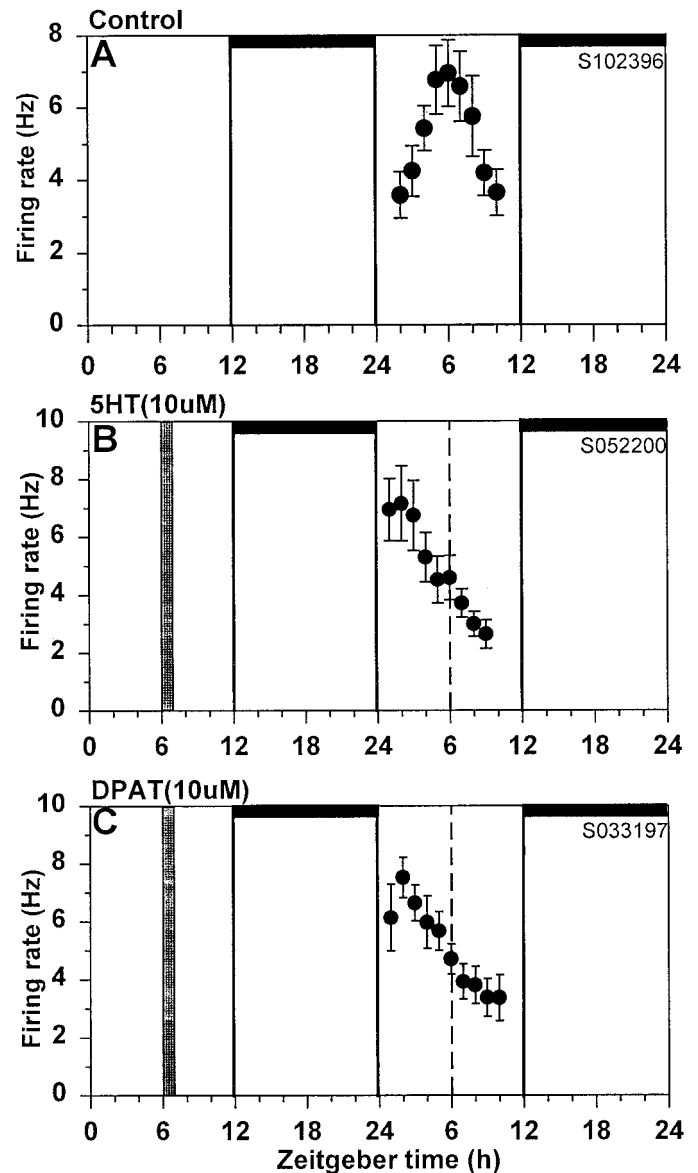 Control
A
S102396
Firing rate (Hz)
8
6
4
2
0
0 6 12 18 24 6 12 18 24
5HT(10uM)
B
S052200
Firing rate (Hz)
10
8
6
4
2
0
0 6 12 18 24 6 12 18 24
DPAT(10uM)
C
S033197
Firing rate (Hz)
10
8
6
4
2
0
0 6 12 18 24 6 12 18 24
Zeitgeber time (h)